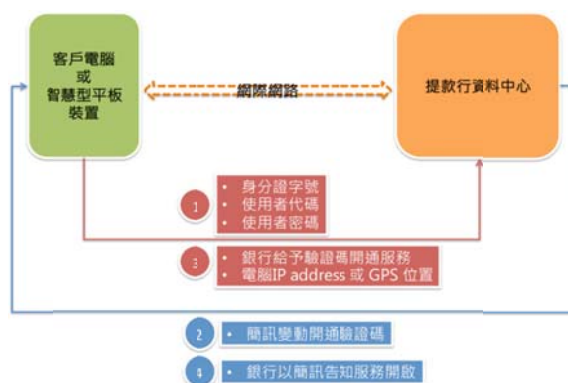 客戶電腦
或
智慧型平板
裝置
網際網路
提款行資料中心
1
• 身分證字號
• 使用者代碼
• 使用者密碼
3
• 銀行給予驗證碼開通服務
• 電腦IP address 或 GPS 位置
2
• 簡訊變動開通驗證碼
4
• 銀行以簡訊告知服務開啟